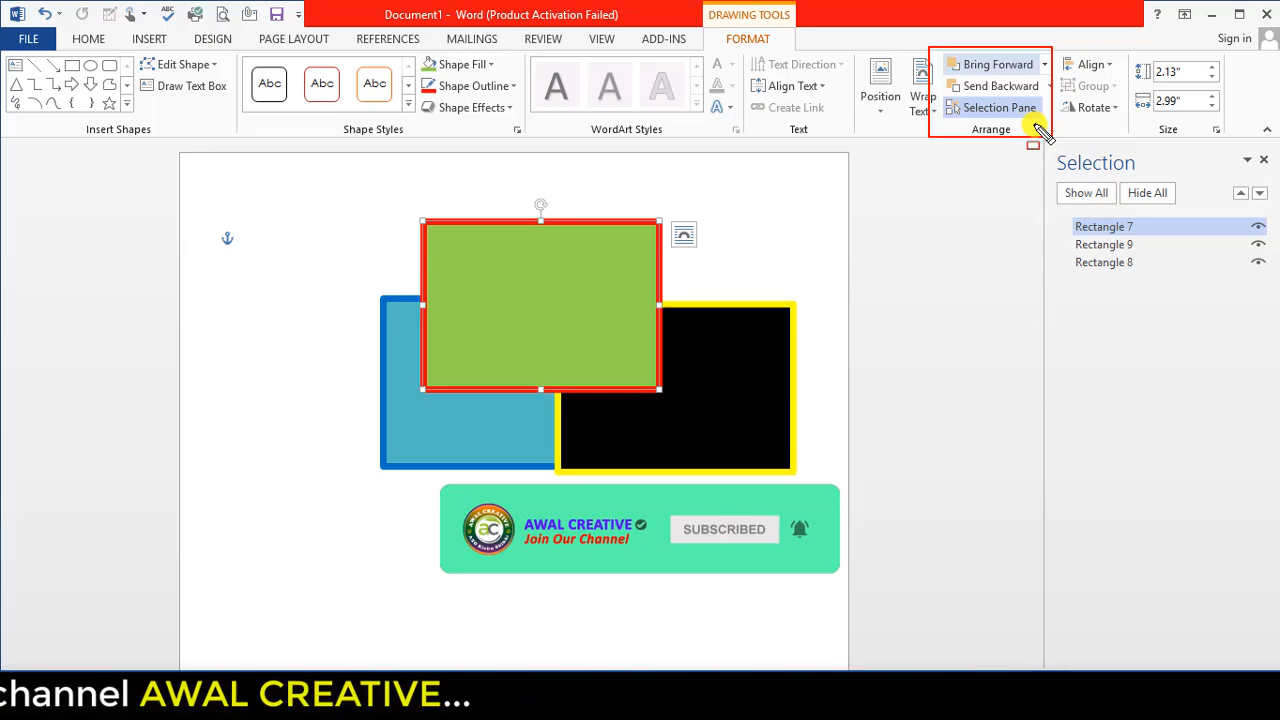 Document1 - Word (Product Activation Failed)
DRAWING TOOLS
?
FILE
HOME
INSERT
DESIGN
PAGE LAYOUT
REFERENCES
MAILINGS
REVIEW
VIEW
ADD-INS
FORMAT
Sign in
Edit Shape
Draw Text Bo
Insert Shapes
Abc
Abc
Abc
Shape Fill
Shape Outline
Shape Effects
Shape Styles
A
A
A
WordArt Styles
Text Direction
Align Text
Create Link
Text
Position
Wrap
Text
Bring Forward
Send Backward
Selection Pane
Arrange
Align
Group
Rotate
2.13"
2.99"
Size
Selection
Show All
Hide All
Rectangle 7
Rectangle 9
Rectangle 8
AWAL CREATIVE
Join Our Channel
SUBSCRIBED
AWAL CREATIVE
ac
channel AWAL CREATIVE...